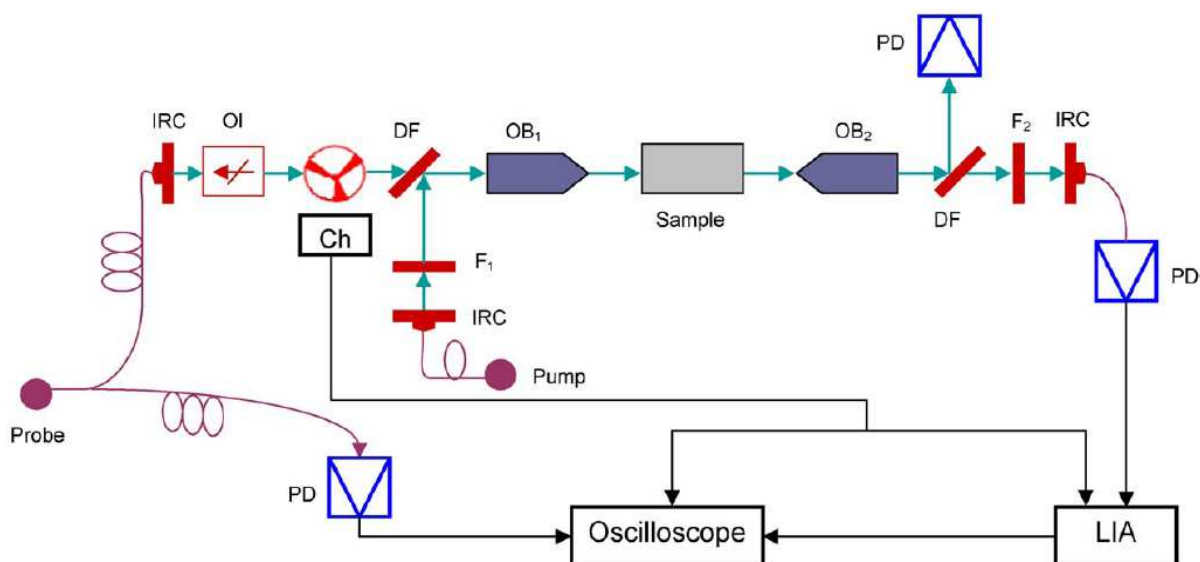 PD
IRC
OI
DF
OB1
OB2
F2
IRC
Sample
DF
Ch
F1
PD
IRC
Pump
Probe
PD
Oscilloscope
LIA